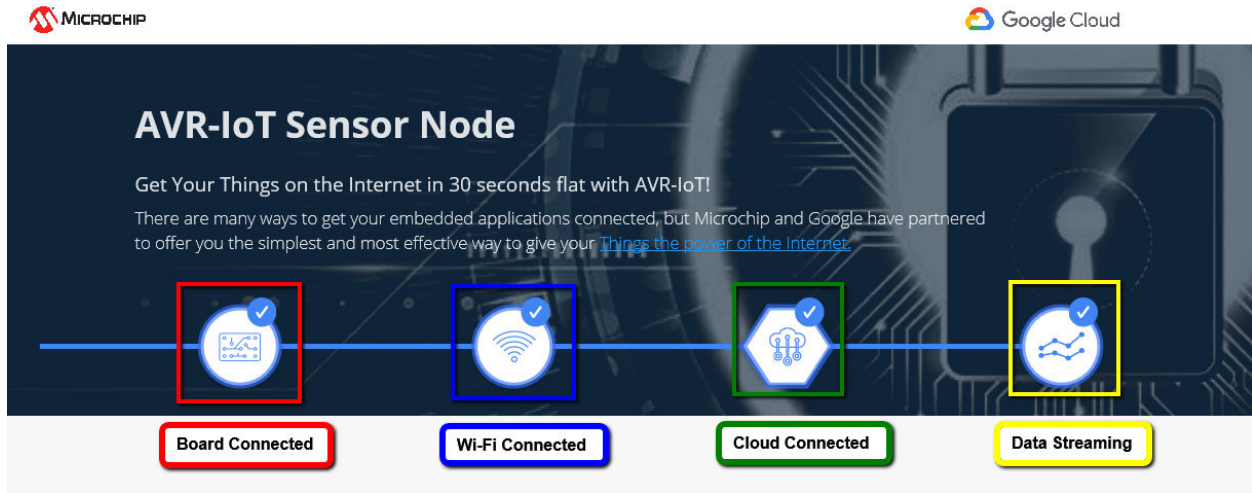 MICROCHIP
Google Cloud
AVR-IoT Sensor Node
Get Your Things on the Internet in 30 seconds flat with AVR-IoT!
There are many ways to get your embedded applications connected, but Microchip and Google have partnered
to offer you the simplest and most effective way to give your Things the power of the Internet.
Board Connected
Wi-Fi Connected
Cloud Connected
Data Streaming